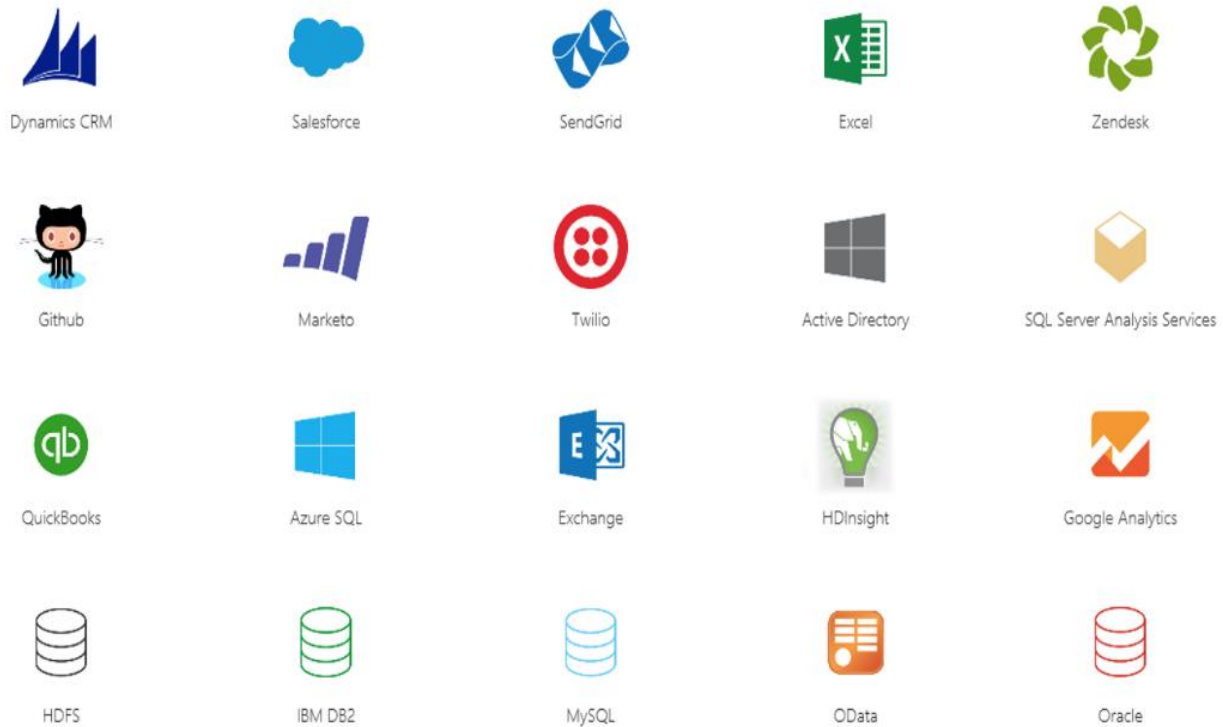 Dynamics CRM
Salesforce
SendGrid
X
Excel
Zendesk
Github
Marketo
Twilio
Active Directory
SQL Server Analysis Services
qb
QuickBooks
Azure SQL
E
Exchange
HDInsight
Google Analytics
HDFS
IBM DB2
MySQL
OData
Oracle